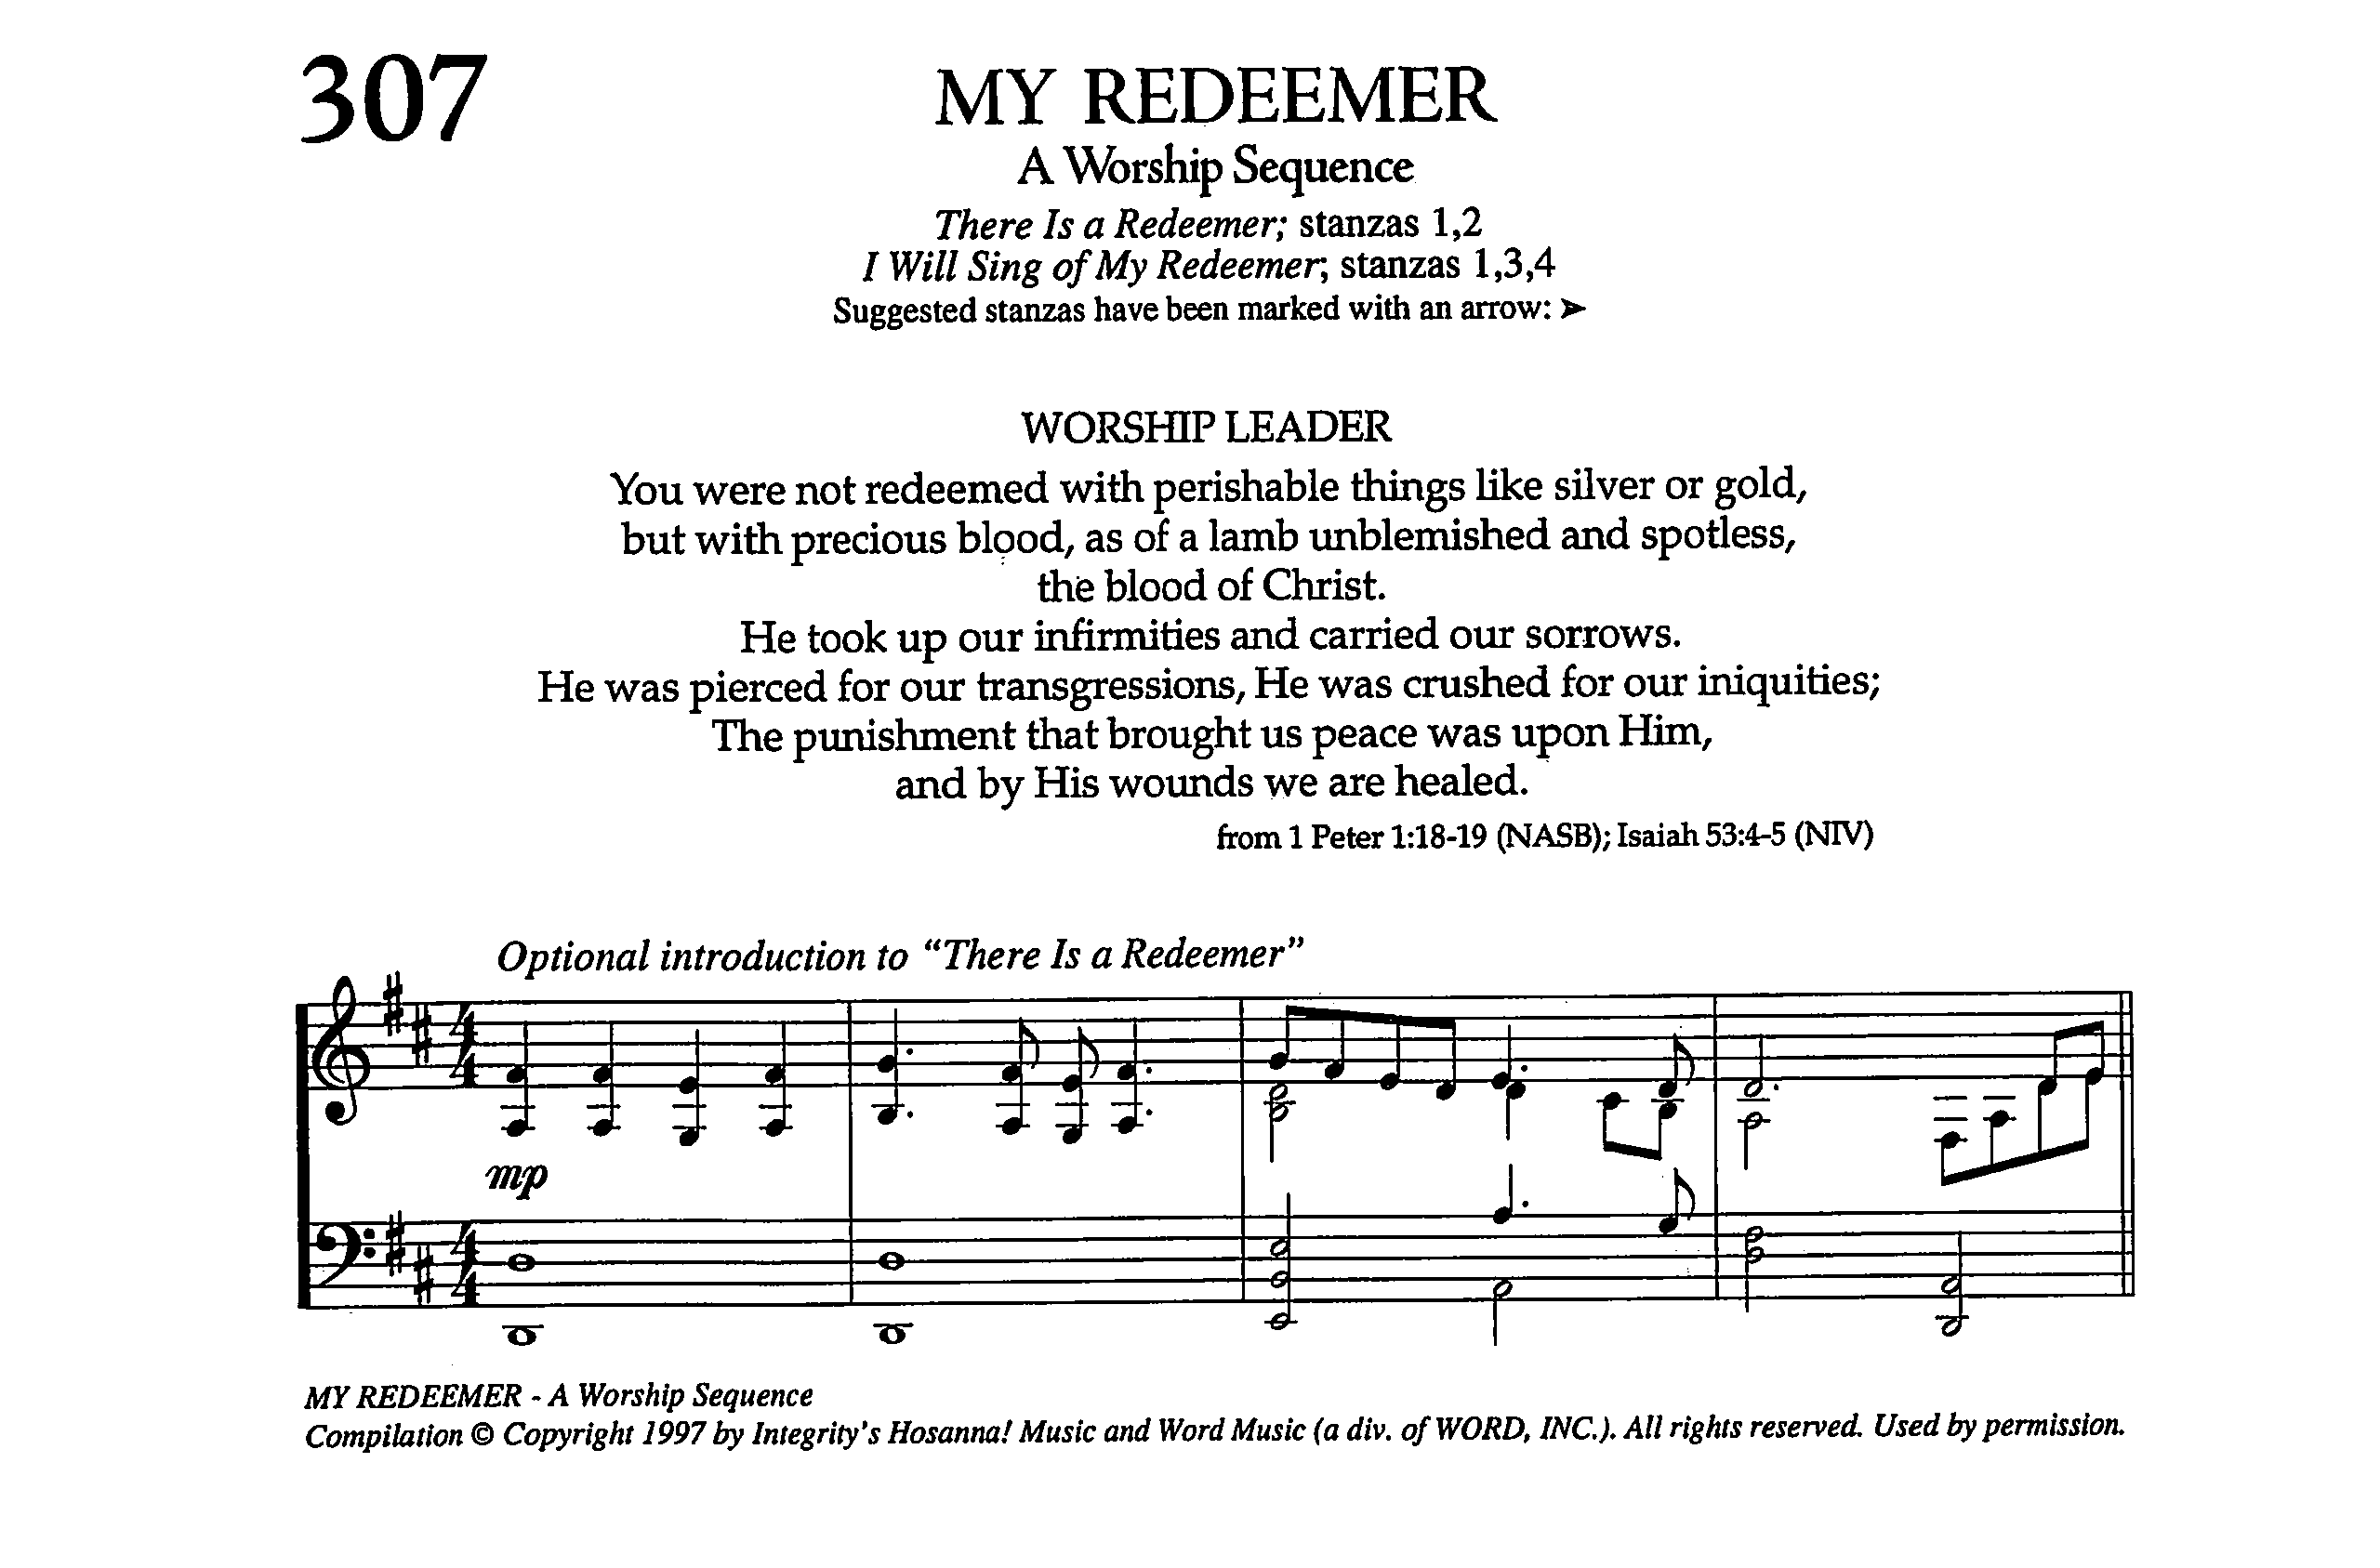 307
MY REDEEMER
A Worship Sequence
There Is a Redeemer; stanzas 1,2
I Will Sing of My Redeemer; stanzas 1,3,4
Suggested stanzas have been marked with an arrow: ➤
WORSHIP LEADER
You were not redeemed with perishable things like silver or gold,
but with precious blood, as of a lamb unblemished and spotless,
the blood of Christ.
He took up our infirmities and carried our sorrows.
He was pierced for our transgressions, He was crushed for our iniquities;
The punishment that brought us peace was upon Him,
and by His wounds we are healed.
from 1 Peter 1:18-19 (NASB); Isaiah 53:4-5 (NIV)
Optional introduction to “There Is a Redeemer”
4
4
mp
4
4
MY REDEEMER - A Worship Sequence
Compilation © Copyright 1997 by Integrity's Hosanna! Music and Word Music (a div. of WORD, INC.). All rights reserved. Used by permission.